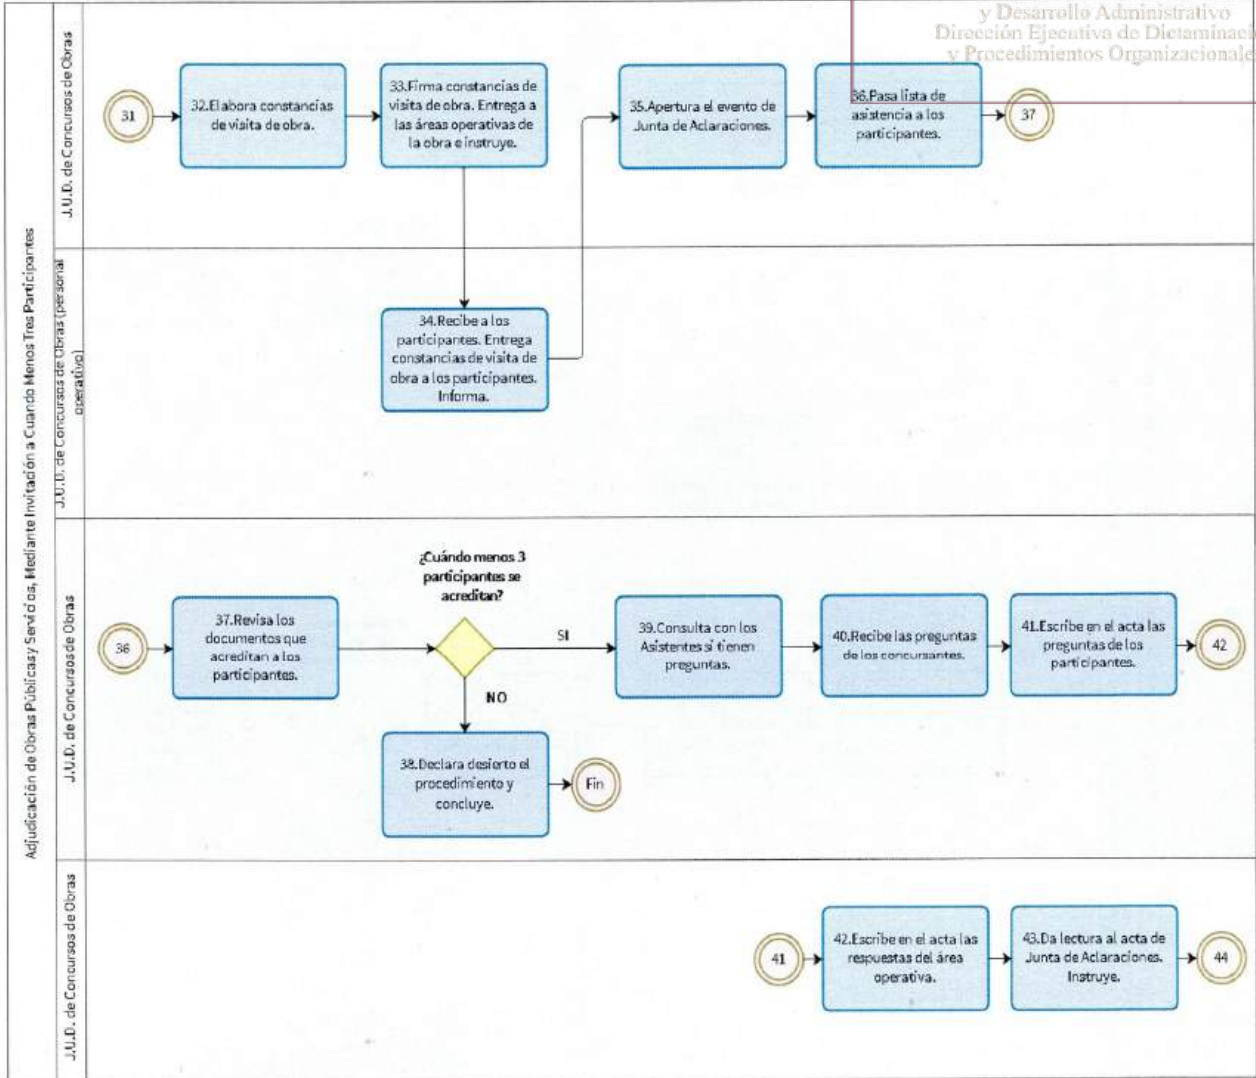 y Desarrollo Administrativo
Dirección Ejecutiva de Dictaminac
y Procedimientos Organizacionale
Adjudicación de Obras Públicas y Servicios, Mediante Invitación a Cuando Menos Tres Participantes
J.U.D. de Concursos de Obras
31
32.Elabora constancias
de visita de obra.
33.Firma constancias de
visita de obra. Entrega a
las áreas operativas de
la obra e instruye.
35.Apertura el evento de
Junta de Aclaraciones.
36.Pasa lista de
asistencia a los
participantes.
37
J.U.D. de Concursos de Obras (personal
operativo)
34.Recibe a los
participantes. Entrega
constancias de visita de
obra a los participantes.
Informa.
J.U.D. de Concursos de Obras
36
37.Revisa los
documentos que
acreditan a los
participantes.
¿Cuándo menos 3
participantes se
acreditan?
SI
NO
38.Declara desierto el
procedimiento y
concluye.
Fin
39.Consulta con los
Asistentes si tienen
preguntas.
40.Recibe las preguntas
de los concursantes.
41.Escribe en el acta las
preguntas de los
participantes.
42
J.U.D. de Concursos de Obras
41
42.Escribe en el acta las
respuestas del área
operativa.
43.Da lectura al acta de
Junta de Aclaraciones.
Instruye.
44